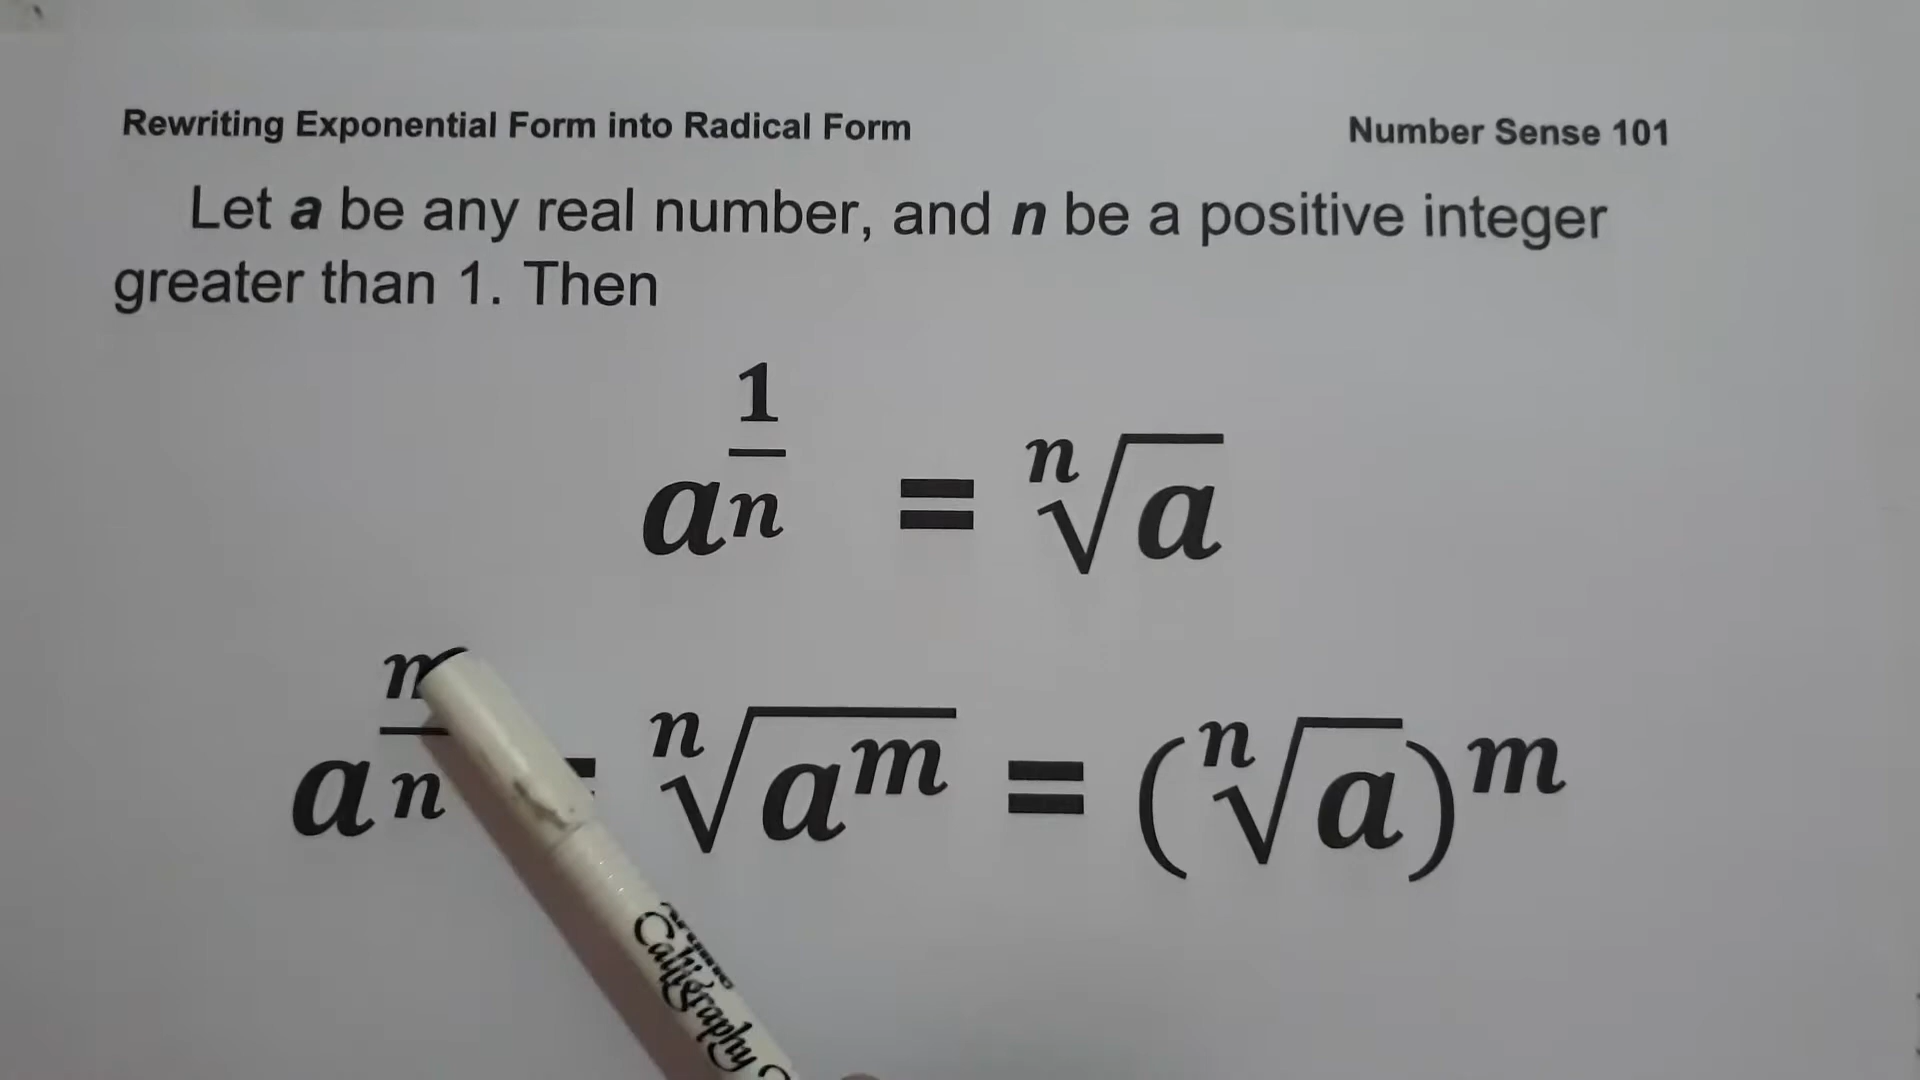 Rewriting Exponential Form into Radical Form
Number Sense 101
Let a be any real number, and n be a positive integer
greater than 1. Then
a^(1/n) = ⁿ√a
a^(m/n) = ⁿ√(a^m) = (ⁿ√a)^m
Calligraphy